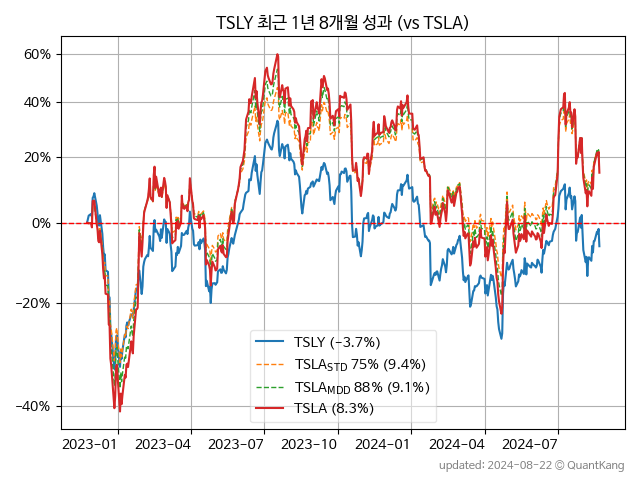 TSLY 최근 1년 8개월 성과 (vs TSLA)
60%
40%
20%
0%
−20%
−40%
TSLY (−3.7%)
TSLA_STD 75% (9.4%)
TSLA_MDD 88% (9.1%)
TSLA (8.3%)
2023-01 2023-04 2023-07 2023-10 2024-01 2024-04 2024-07
updated: 2024-08-22 © QuantKang